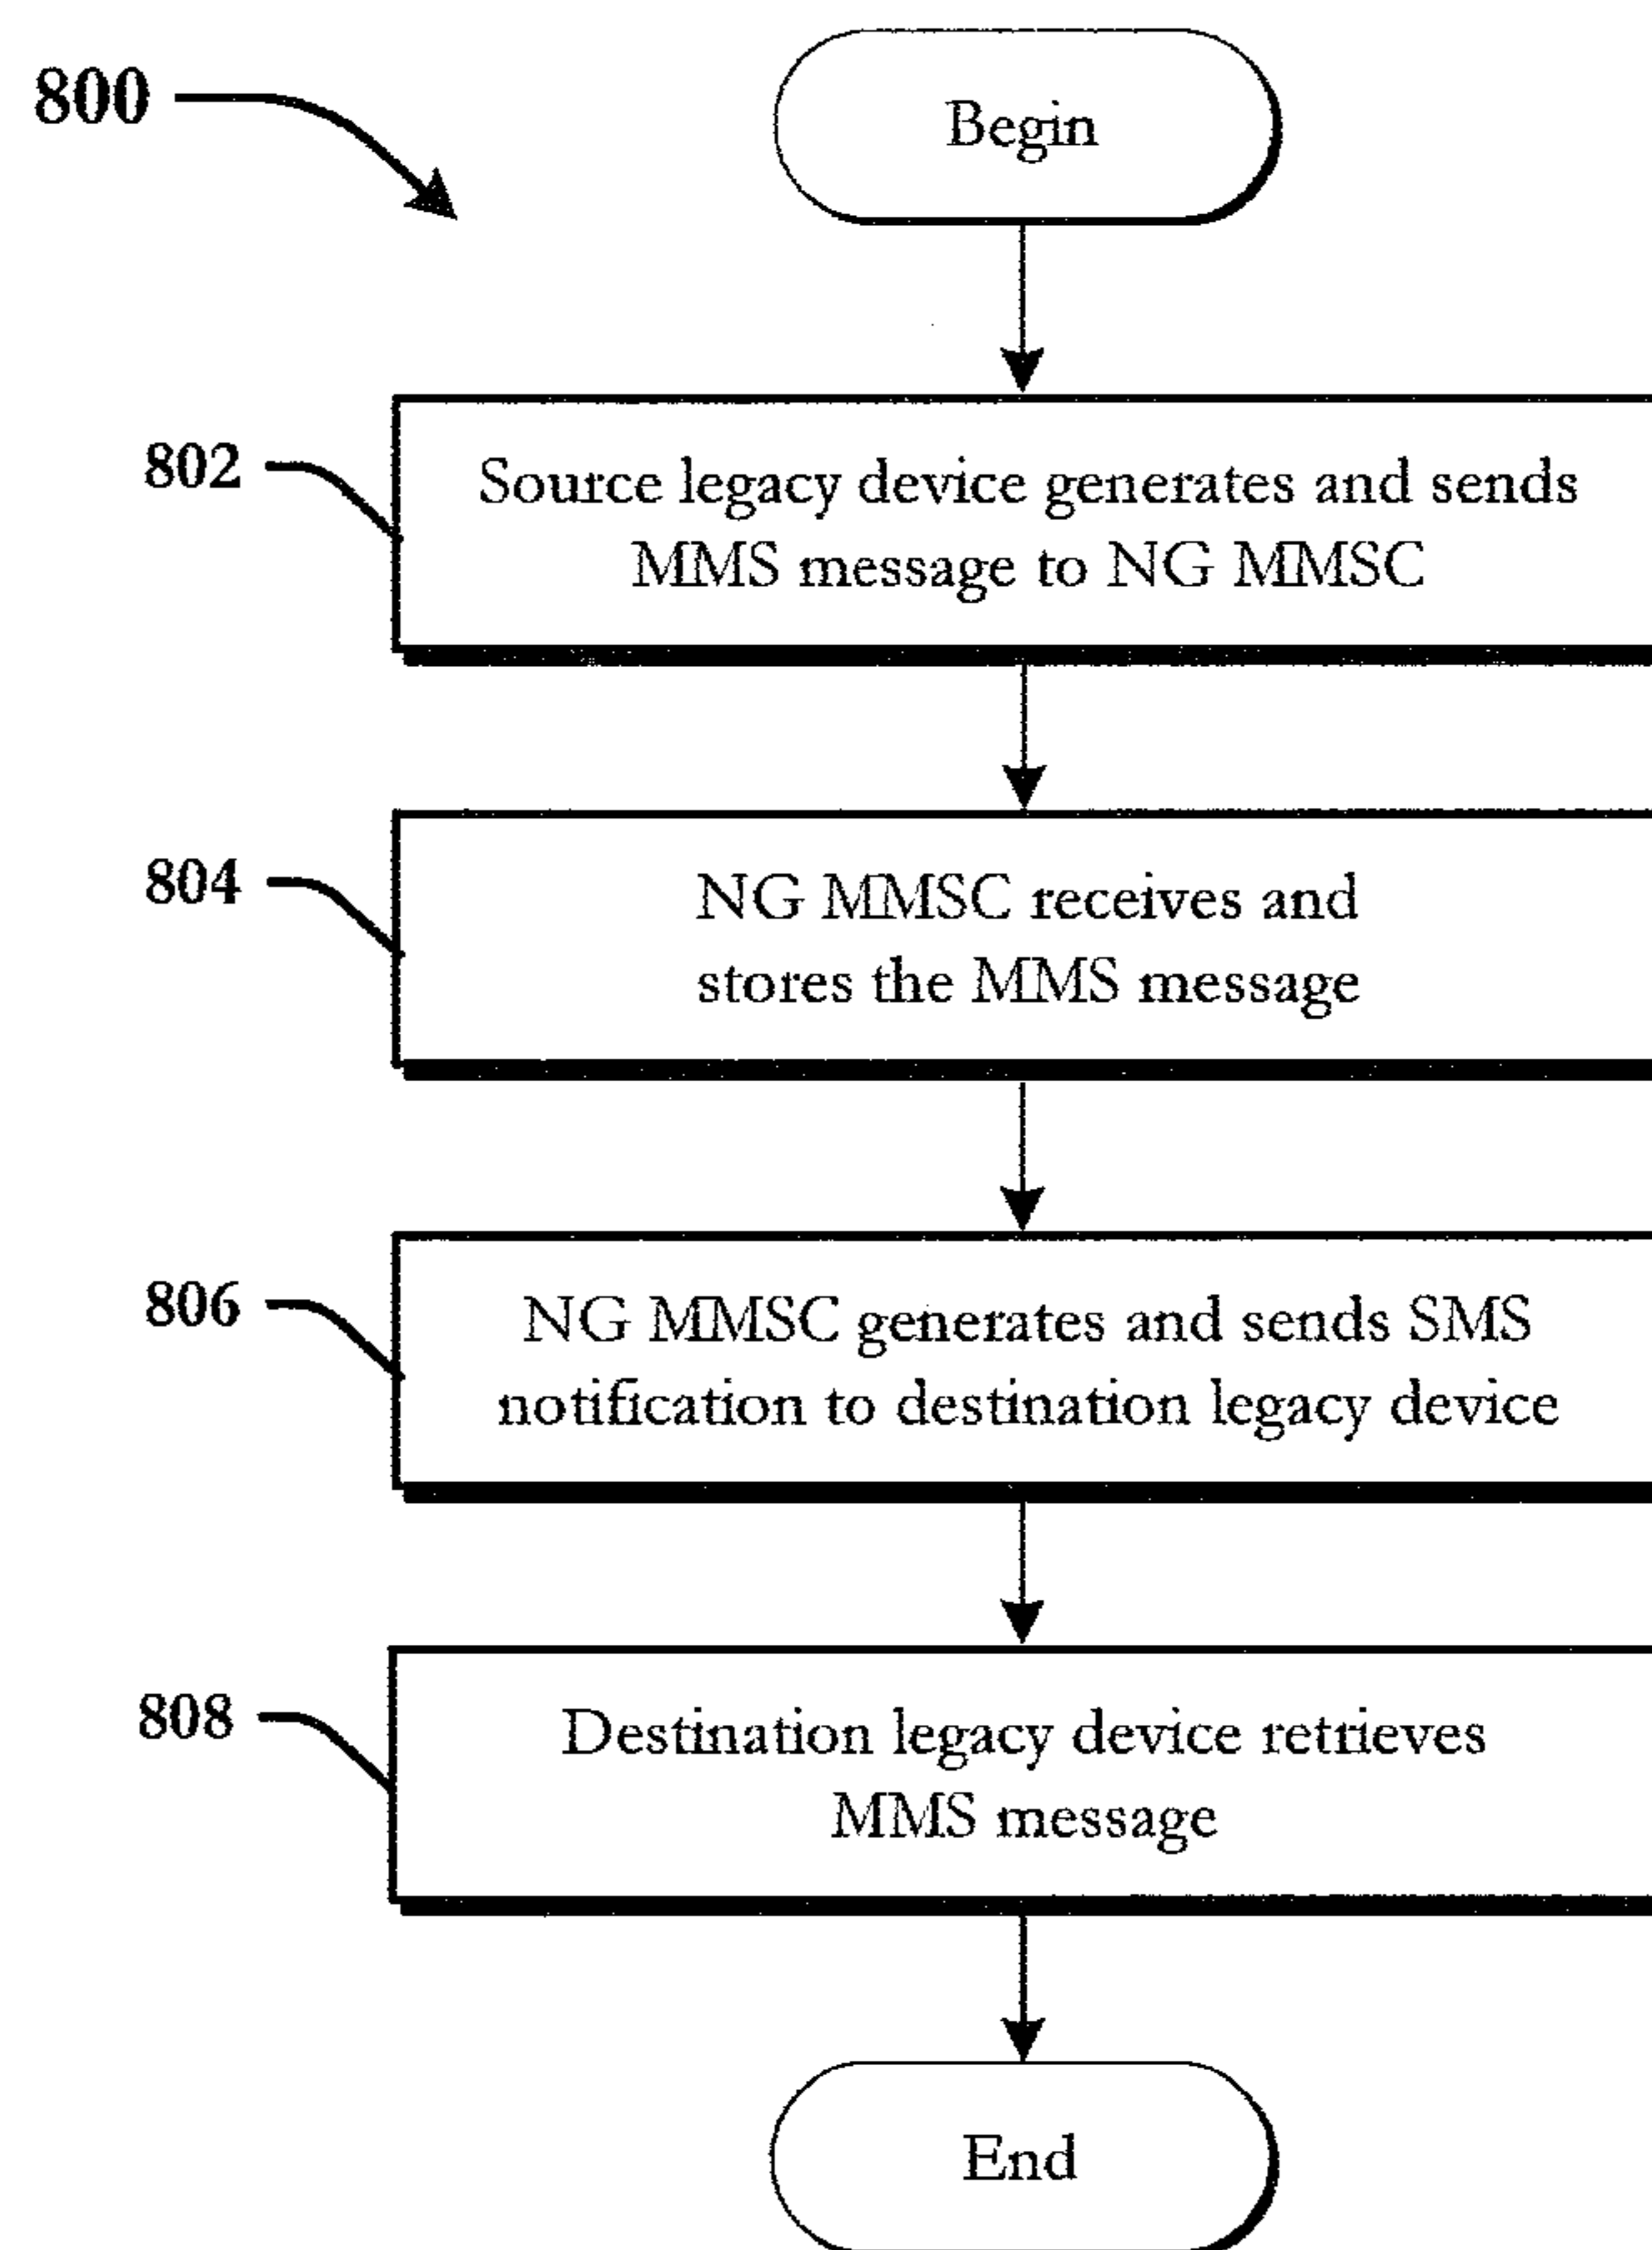 800
Begin
802
Source legacy device generates and sends
MMS message to NG MMSC
804
NG MMSC receives and
stores the MMS message
806
NG MMSC generates and sends SMS
notification to destination legacy device
808
Destination legacy device retrieves
MMS message
End